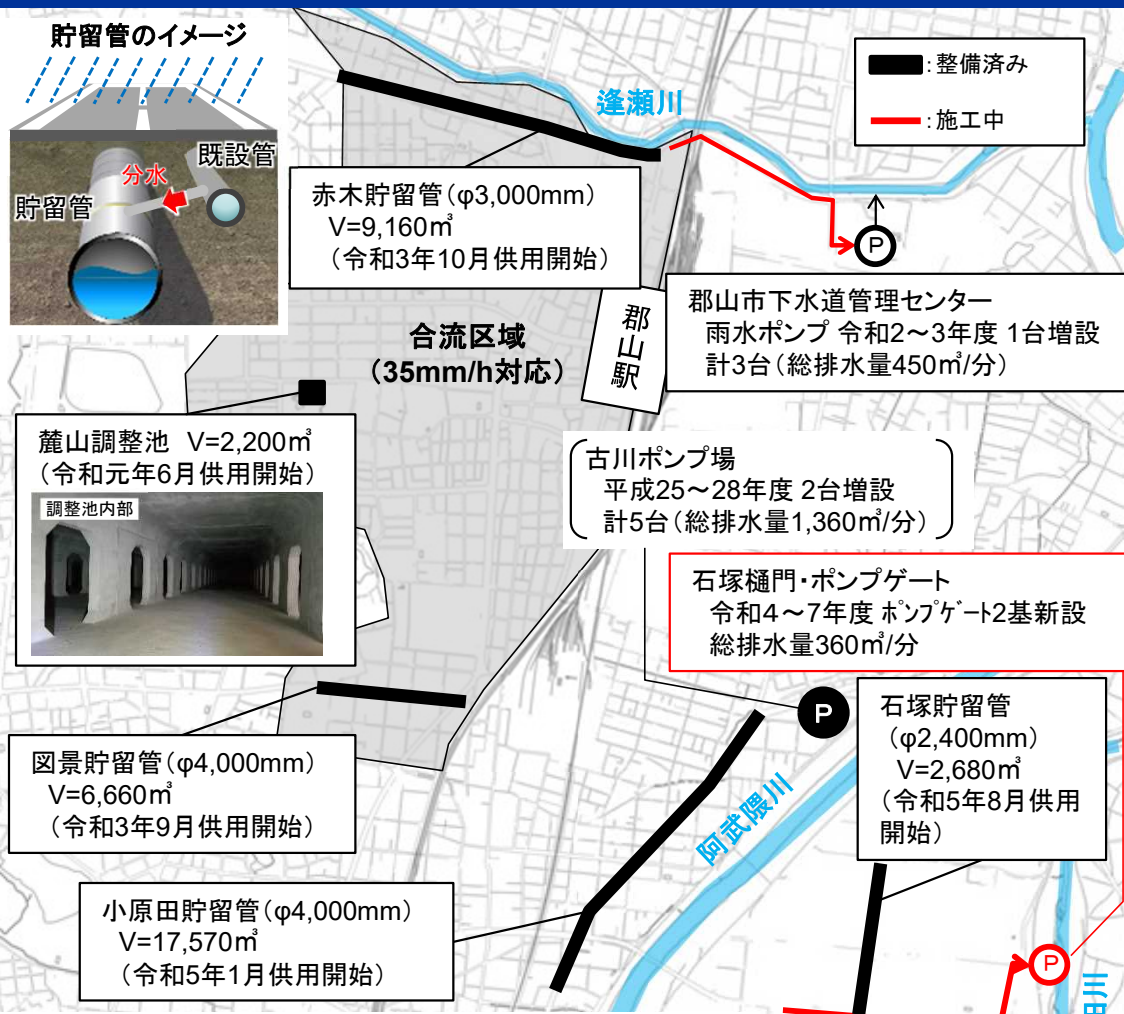 貯留管のイメージ
既設管
分水
貯留管
逢瀬川
:整備済み
:施工中
赤木貯留管(φ3,000mm)
V=9,160㎥
(令和3年10月供用開始)
P
郡山市下水道管理センター
雨水ポンプ 令和2～3年度 1台増設
計3台(総排水量450㎥/分)
郡山駅
合流区域
(35mm/h対応)
麓山調整池 V=2,200㎥
(令和元年6月供用開始)
調整池内部
古川ポンプ場
平成25～28年度 2台増設
計5台(総排水量1,360㎥/分)
石塚樋門・ポンプゲート
令和4～7年度 ﾎﾟﾝﾌﾟｹﾞｰﾄ2基新設
総排水量360㎥/分
P
石塚貯留管
(φ2,400mm)
V=2,680㎥
(令和5年8月供用
開始)
図景貯留管(φ4,000mm)
V=6,660㎥
(令和3年9月供用開始)
阿武隈川
小原田貯留管(φ4,000mm)
V=17,570㎥
(令和5年1月供用開始)
P